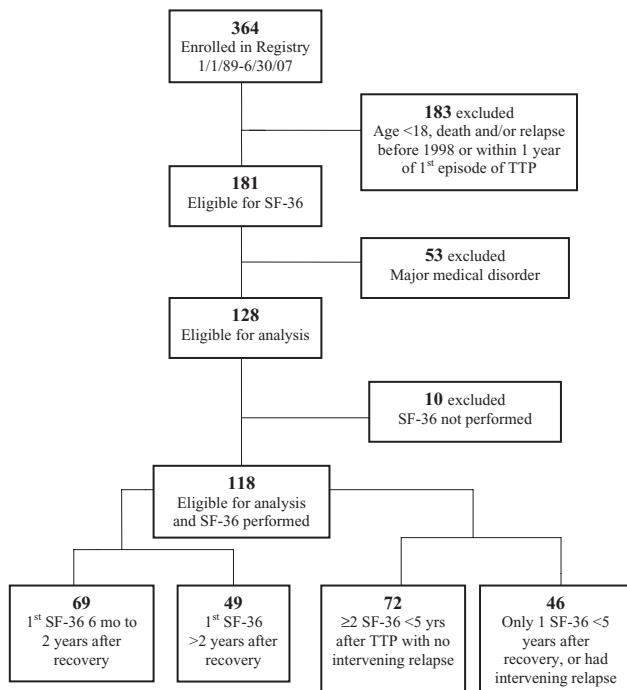 364
Enrolled in Registry
1/1/89-6/30/07
183 excluded
Age <18, death and/or relapse
before 1998 or within 1 year
of 1st episode of TTP
181
Eligible for SF-36
53 excluded
Major medical disorder
128
Eligible for analysis
10 excluded
SF-36 not performed
118
Eligible for analysis
and SF-36 performed
69
1st SF-36 6 mo to
2 years after
recovery
49
1st SF-36
>2 years after
recovery
72
≥2 SF-36 <5 yrs
after TTP with no
intervening relapse
46
Only 1 SF-36 <5
years after
recovery, or had
intervening relapse